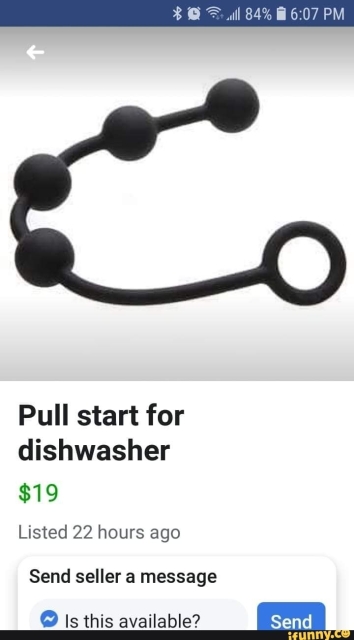 84% 6:07 PM
Pull start for
dishwasher
$19
Listed 22 hours ago
Send seller a message
Is this available?
Send
ifunny.co